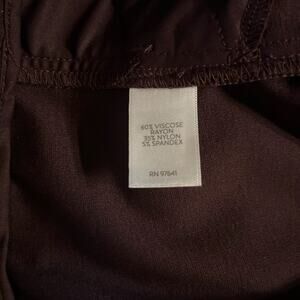 60% VISCOSE
RAYON
35% NYLON
5% SPANDEX
RN 97641